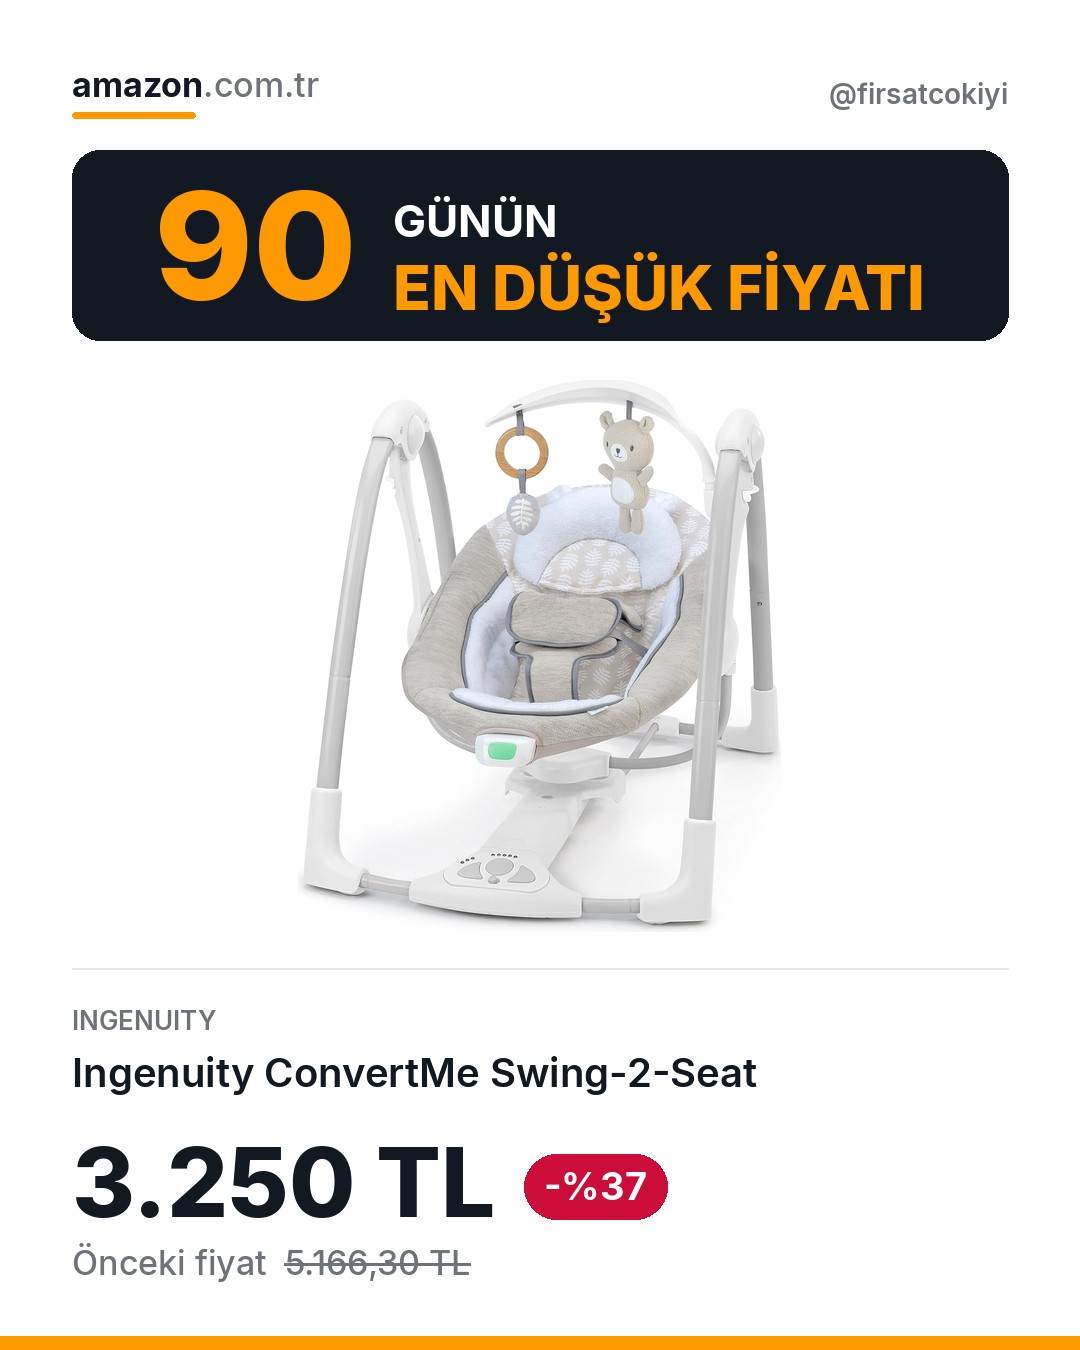 amazon.com.tr
@firsatcokiyi
90
GÜNÜN
EN DÜŞÜK FİYATI
INGENUITY
Ingenuity ConvertMe Swing-2-Seat
3.250 TL
-%37
Önceki fiyat 5.166,30 TL